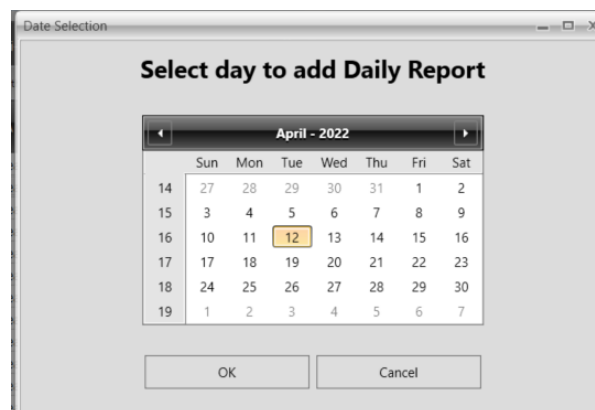 Date Selection
Select day to add Daily Report
April - 2022
Sun Mon Tue Wed Thu Fri Sat
14 27 28 29 30 31 1 2
15 3 4 5 6 7 8 9
16 10 11 12 13 14 15 16
17 17 18 19 20 21 22 23
18 24 25 26 27 28 29 30
19 1 2 3 4 5 6 7
OK Cancel